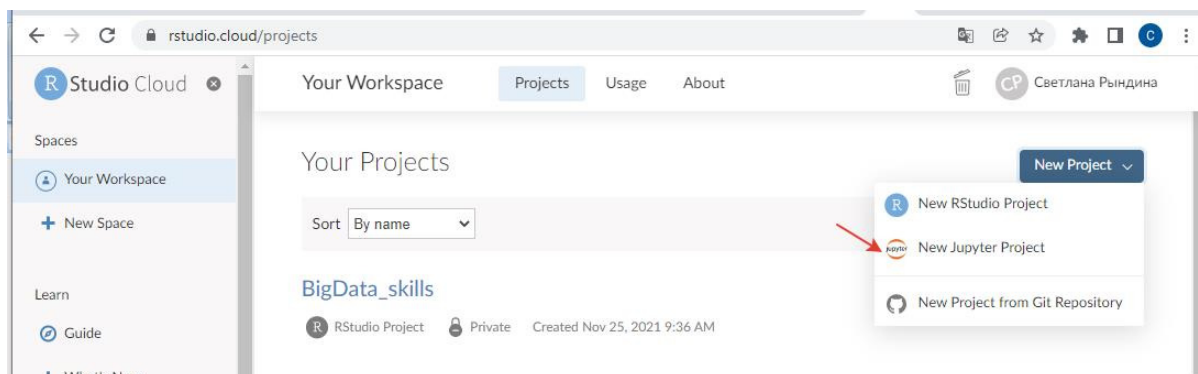 rstudio.cloud/projects
C
R Studio Cloud
Your Workspace
Projects
Usage
About
CP
Светлана Рындина
Spaces
Your Workspace
New Space
Learn
Guide
Your Projects
New Project
Sort
By name
R
New RStudio Project
jupyter
New Jupyter Project
New Project from Git Repository
BigData_skills
R
RStudio Project
Private
Created Nov 25, 2021 9:36 AM